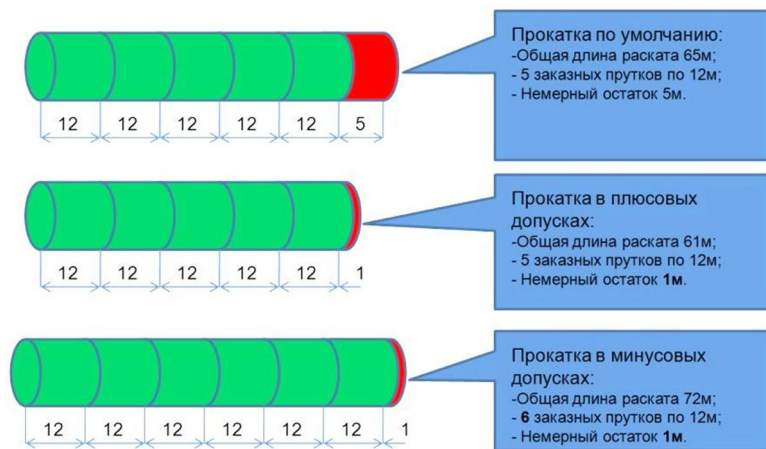 12 12 12 12 12 5
Прокатка по умолчанию:
-Общая длина раската 65м;
- 5 заказных прутков по 12м;
- Немерный остаток 5м.
12 12 12 12 12 1
Прокатка в плюсовых
допусках:
-Общая длина раската 61м;
- 5 заказных прутков по 12м;
- Немерный остаток 1м.
12 12 12 12 12 12 1
Прокатка в минусовых
допусках:
-Общая длина раската 72м;
- 6 заказных прутков по 12м;
- Немерный остаток 1м.